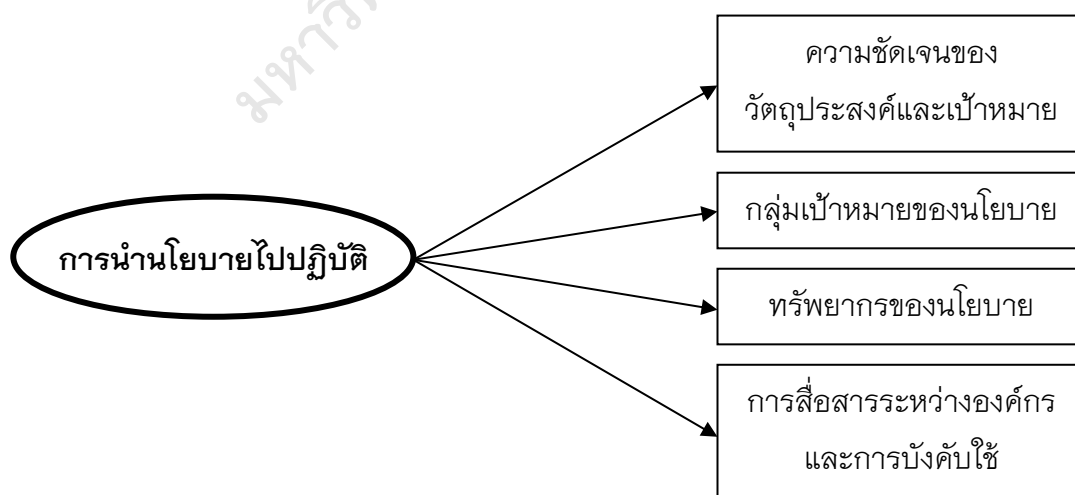 มหาวิ
ความชัดเจนของ
วัตถุประสงค์และเป้าหมาย
กลุ่มเป้าหมายของนโยบาย
การนำนโยบายไปปฏิบัติ
ทรัพยากรของนโยบาย
การสื่อสารระหว่างองค์กร
และการบังคับใช้